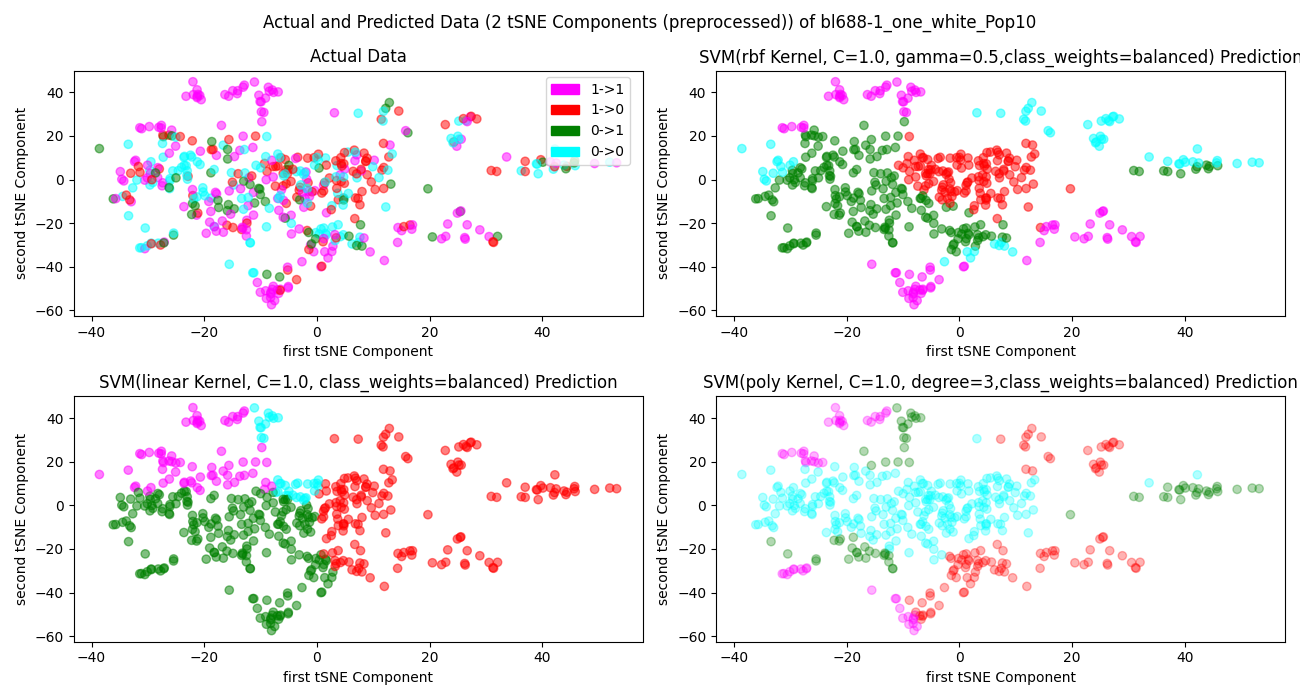 Actual and Predicted Data (2 tSNE Components (preprocessed)) of bl688-1_one_white_Pop10
Actual Data
40
20
0
−20
−40
−60
second tSNE Component
−40 −20 0 20 40
first tSNE Component
1->1
1->0
0->1
0->0
SVM(rbf Kernel, C=1.0, gamma=0.5,class_weights=balanced) Prediction
40
20
0
−20
−40
−60
second tSNE Component
−40 −20 0 20 40
first tSNE Component
SVM(linear Kernel, C=1.0, class_weights=balanced) Prediction
40
20
0
−20
−40
−60
second tSNE Component
−40 −20 0 20 40
first tSNE Component
SVM(poly Kernel, C=1.0, degree=3,class_weights=balanced) Prediction
40
20
0
−20
−40
−60
second tSNE Component
−40 −20 0 20 40
first tSNE Component